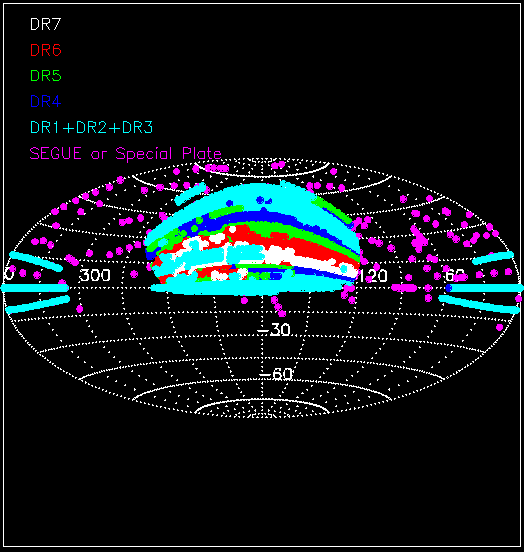 DR7
DR6
DR5
DR4
DR1+DR2+DR3
SEGUE or Special Plate
0
300
120
60
-30
-60